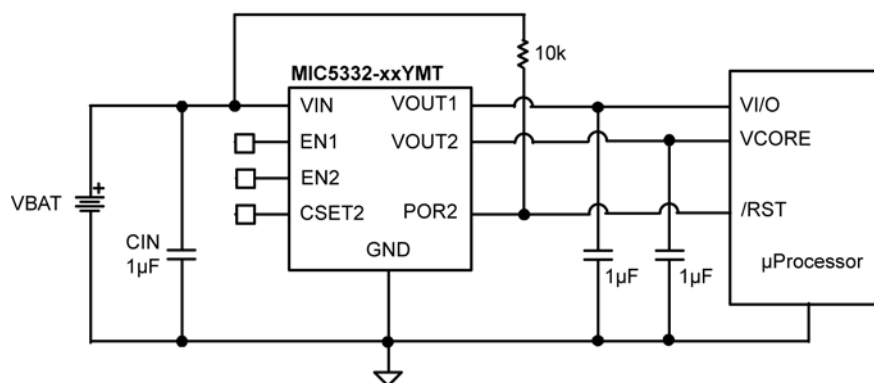 10k
MIC5332-xxYMT
VIN
VOUT1
VI/O
EN1
VOUT2
VCORE
EN2
CSET2
POR2
/RST
VBAT
+
GND
CIN
1µF
1µF
1µF
µProcessor